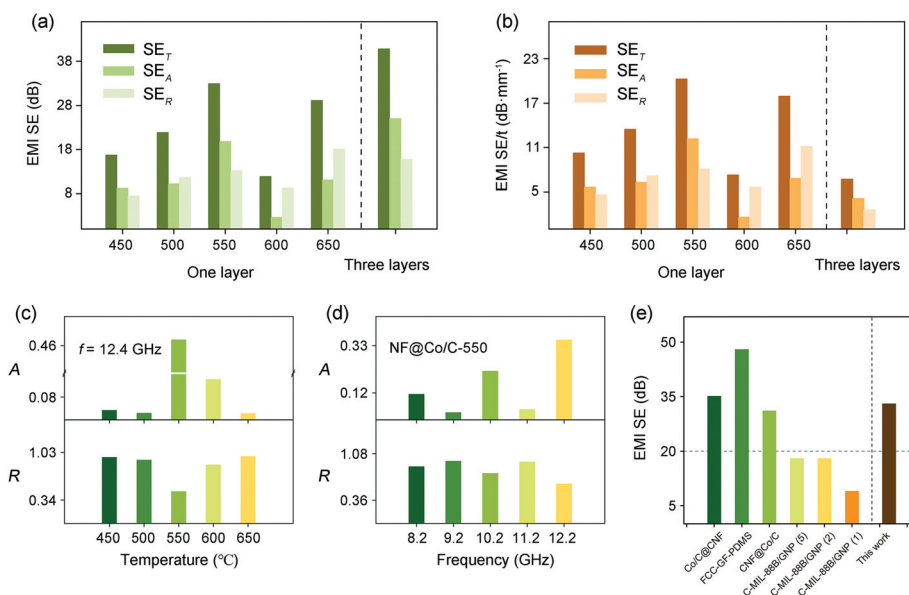 (a)
EMI SE (dB)
38
28
18
8
SE_T
SE_A
SE_R
450 500 550 600 650
One layer
Three layers
(b)
EMI SE/t (dB·mm⁻¹)
23
17
11
5
SE_T
SE_A
SE_R
450 500 550 600 650
One layer
Three layers
(c)
f = 12.4 GHz
A
0.46
0.08
R
1.03
0.34
450 500 550 600 650
Temperature (℃)
(d)
NF@Co/C-550
A
0.33
0.12
R
1.08
0.36
8.2 9.2 10.2 11.2 12.2
Frequency (GHz)
(e)
EMI SE (dB)
50
35
20
5
Co/C@CNF
FCC-GF-PDMS
CNF@Co/C
C-MIL-88B/GNP (5)
C-MIL-88B/GNP (2)
C-MIL-88B/GNP (1)
This work